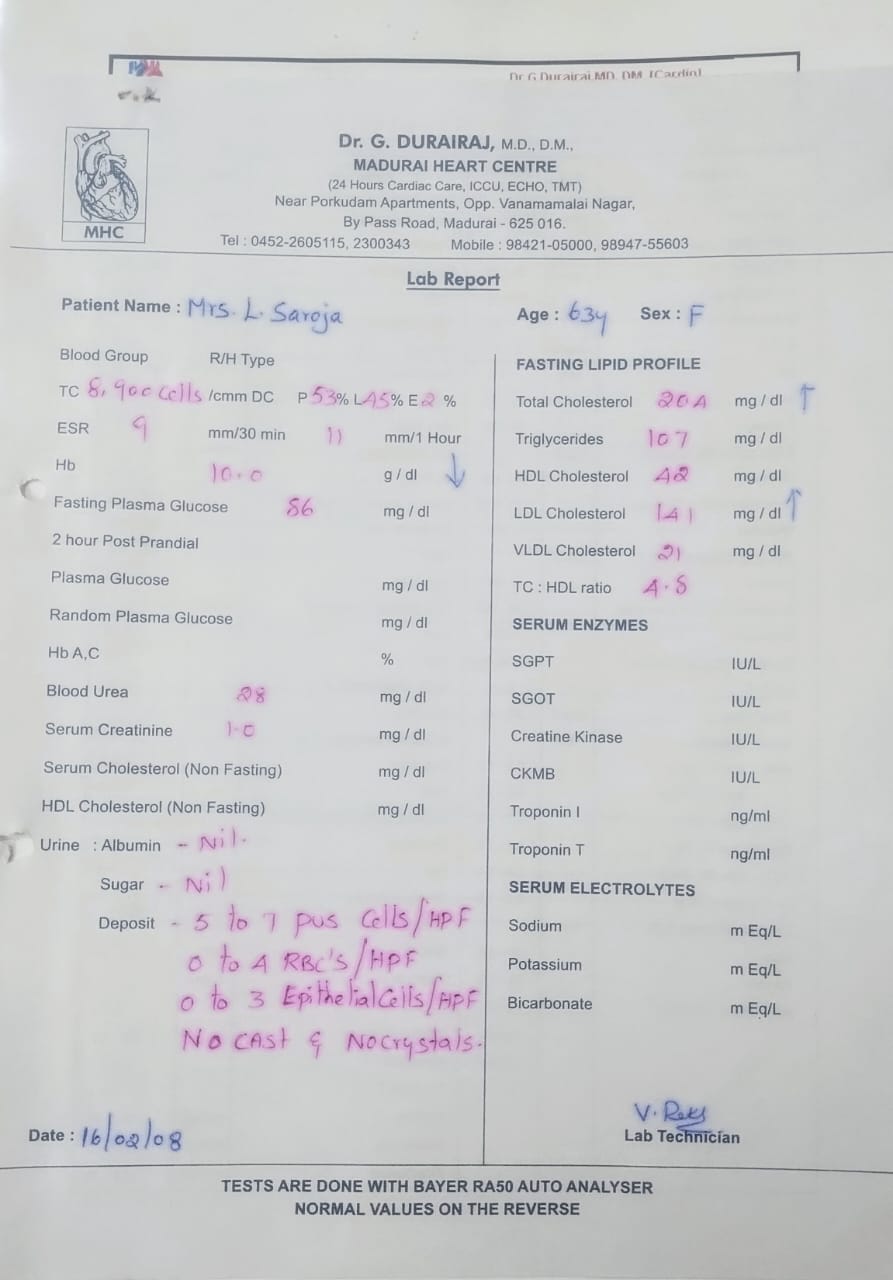 Dr G Durairaj MD, DM, (Cardio)
Dr. G. DURAIRAJ, M.D., D.M.,
MADURAI HEART CENTRE
(24 Hours Cardiac Care, ICCU, ECHO, TMT)
Near Porkudam Apartments, Opp. Vanamamalai Nagar,
By Pass Road, Madurai - 625 016.
MHC
Tel : 0452-2605115, 2300343 Mobile : 98421-05000, 98947-55603
Lab Report
Patient Name : Mrs. L. Saroja Age : 63y Sex : F
Blood Group R/H Type
TC 8,900 cells /cmm DC P 53% L 45% E 2 %
ESR 9 mm/30 min 11 mm/1 Hour
Hb 10.0 g / dl ↓
Fasting Plasma Glucose 86 mg / dl
2 hour Post Prandial
Plasma Glucose mg / dl
Random Plasma Glucose mg / dl
Hb A,C %
Blood Urea 28 mg / dl
Serum Creatinine 1.0 mg / dl
Serum Cholesterol (Non Fasting) mg / dl
HDL Cholesterol (Non Fasting) mg / dl
Urine : Albumin - Nil.
Sugar - Nil
Deposit - 5 to 7 pus cells/HPF
0 to 4 RBC's/HPF
0 to 3 Epithelial cells/HPF
No cast & No crystals.
Date : 16/02/08
FASTING LIPID PROFILE
Total Cholesterol 204 mg / dl ↑
Triglycerides 107 mg / dl
HDL Cholesterol 42 mg / dl
LDL Cholesterol 141 mg / dl ↑
VLDL Cholesterol 21 mg / dl
TC : HDL ratio 4.8
SERUM ENZYMES
SGPT IU/L
SGOT IU/L
Creatine Kinase IU/L
CKMB IU/L
Troponin I ng/ml
Troponin T ng/ml
SERUM ELECTROLYTES
Sodium m Eq/L
Potassium m Eq/L
Bicarbonate m Eq/L
V.
Lab Technician
TESTS ARE DONE WITH BAYER RA50 AUTO ANALYSER
NORMAL VALUES ON THE REVERSE